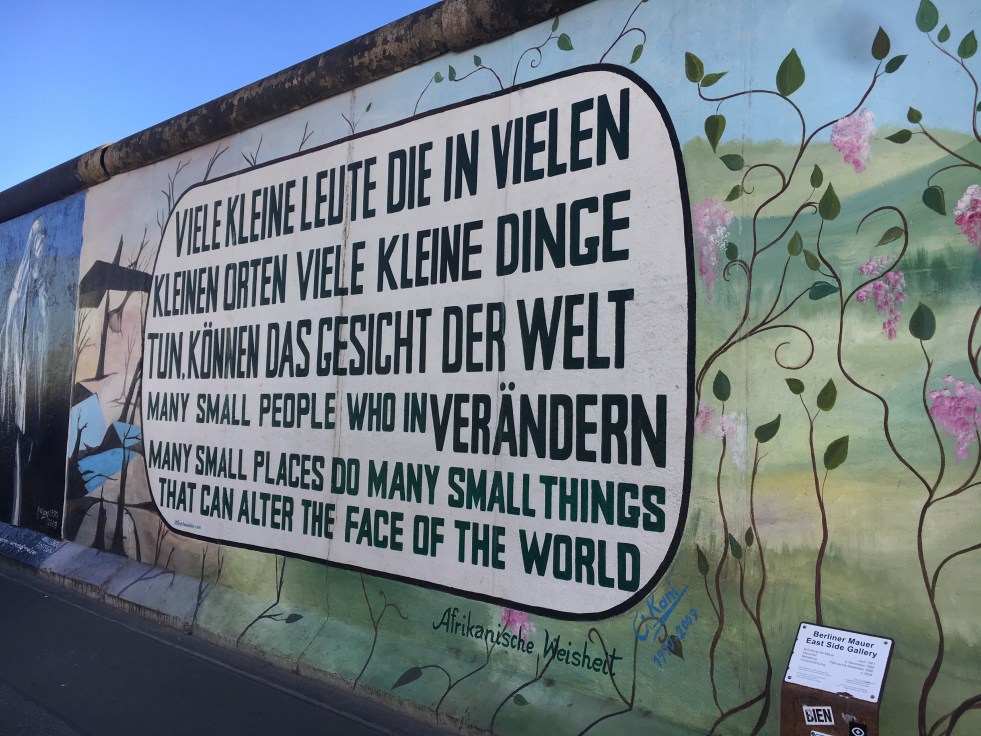 VIELE KLEINE LEUTE DIE IN VIELEN
KLEINEN ORTEN VIELE KLEINE DINGE
TUN, KÖNNEN DAS GESICHT DER WELT
MANY SMALL PEOPLE WHO IN VERÄNDERN
MANY SMALL PLACES DO MANY SMALL THINGS
THAT CAN ALTER THE FACE OF THE WORLD
Afrikanische Weisheit
Kani
Berliner Mauer
East Side Gallery
BIEN